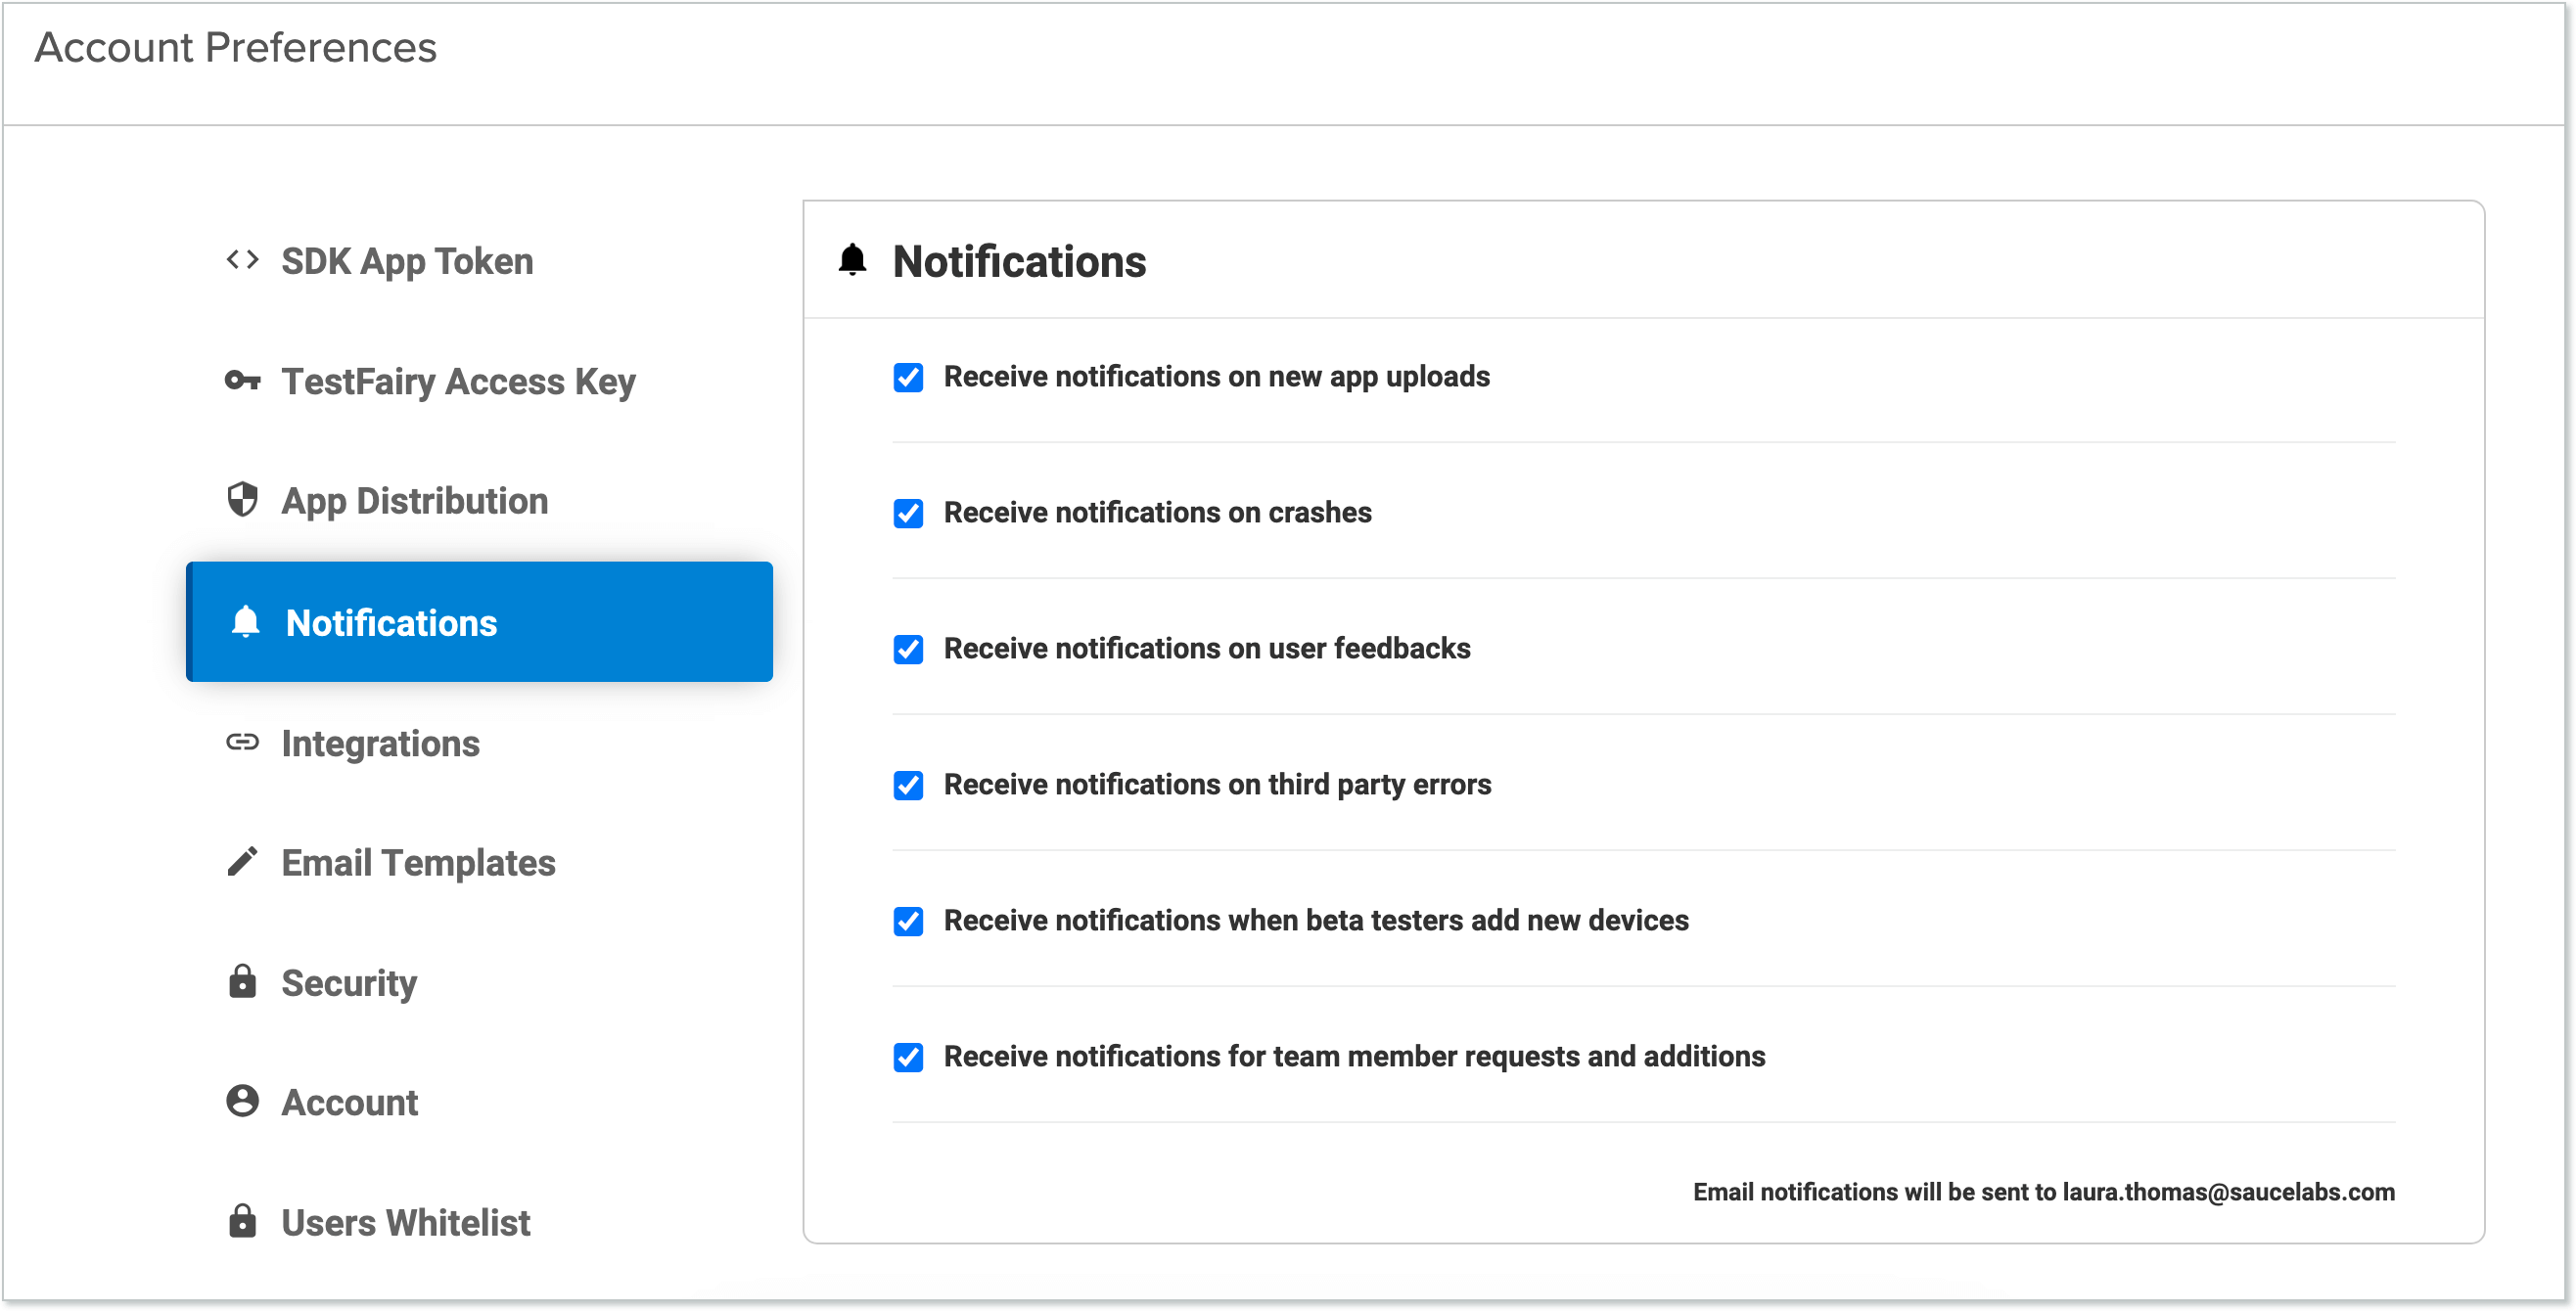 Account Preferences
SDK App Token
TestFairy Access Key
App Distribution
Notifications
Integrations
Email Templates
Security
Account
Users Whitelist
Notifications
Receive notifications on new app uploads
Receive notifications on crashes
Receive notifications on user feedbacks
Receive notifications on third party errors
Receive notifications when beta testers add new devices
Receive notifications for team member requests and additions
Email notifications will be sent to laura.thomas@saucelabs.com